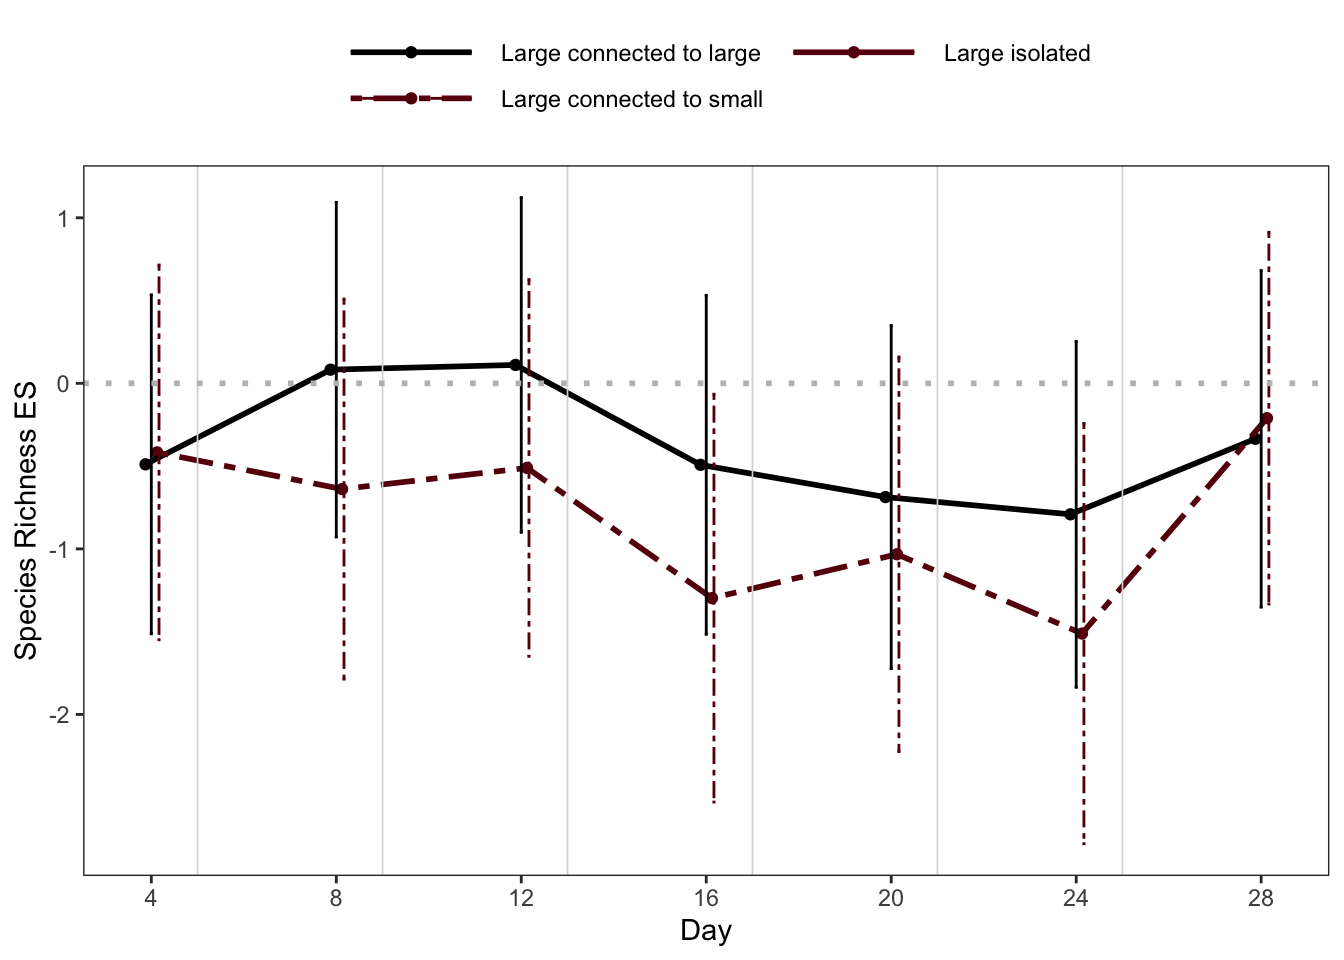 Large connected to large
Large isolated
Large connected to small
Species Richness ES
1
0
-1
-2
4 8 12 16 20 24 28
Day